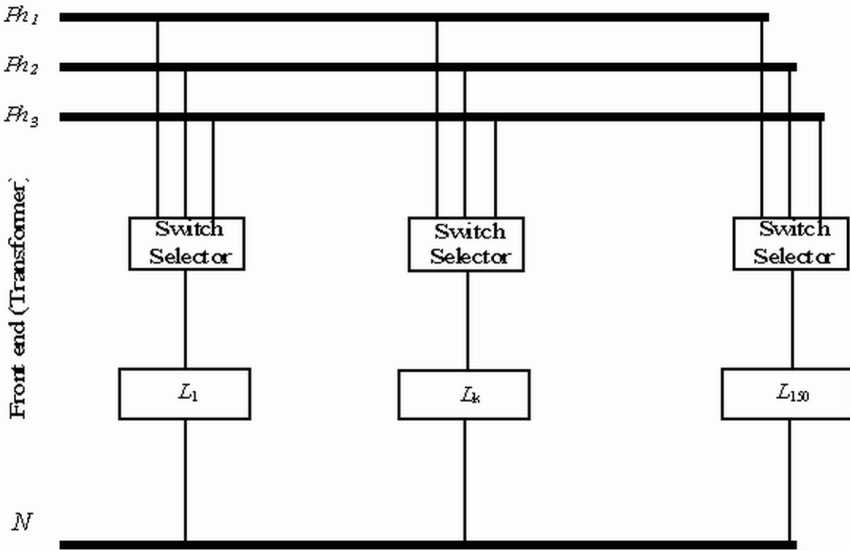 Ph1
Ph2
Ph3
Front end (Transformer)
Switch
Selector
Switch
Selector
Switch
Selector
L1
Lk
L150
N